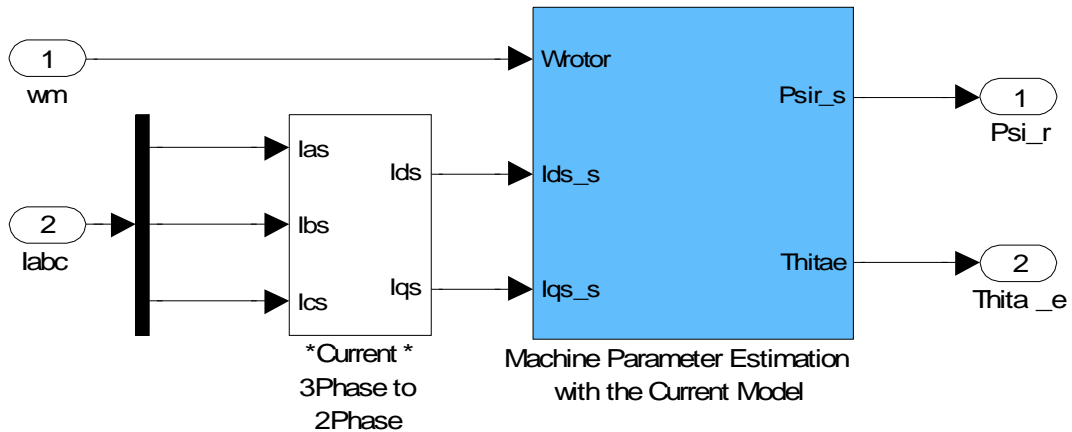 1
wm
2
Iabc
Ias
Ibs
Ics
Ids
Iqs
*Current *
3Phase to
2Phase
Wrotor
Ids_s
Iqs_s
Psir_s
Thitae
Machine Parameter Estimation
with the Current Model
1
Psi_r
2
Thita _e